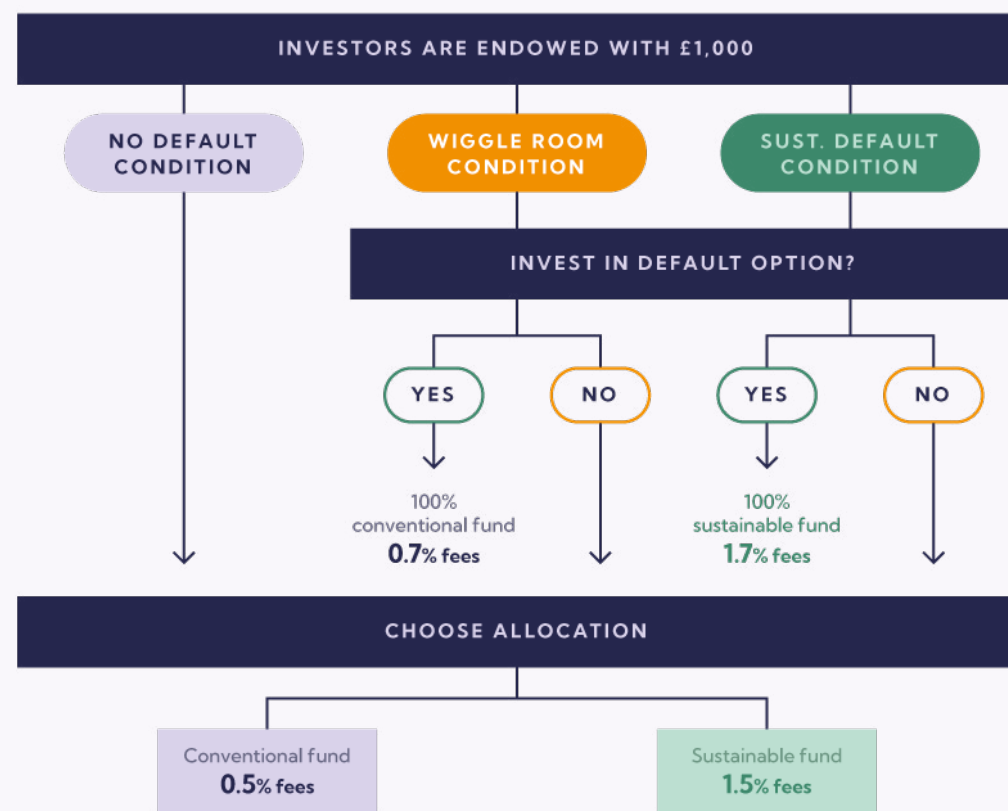 INVESTORS ARE ENDOWED WITH £1,000
NO DEFAULT
CONDITION
WIGGLE ROOM
CONDITION
SUST. DEFAULT
CONDITION
INVEST IN DEFAULT OPTION?
YES
NO
YES
NO
100%
conventional fund
0.7% fees
100%
sustainable fund
1.7% fees
CHOOSE ALLOCATION
Conventional fund
0.5% fees
Sustainable fund
1.5% fees